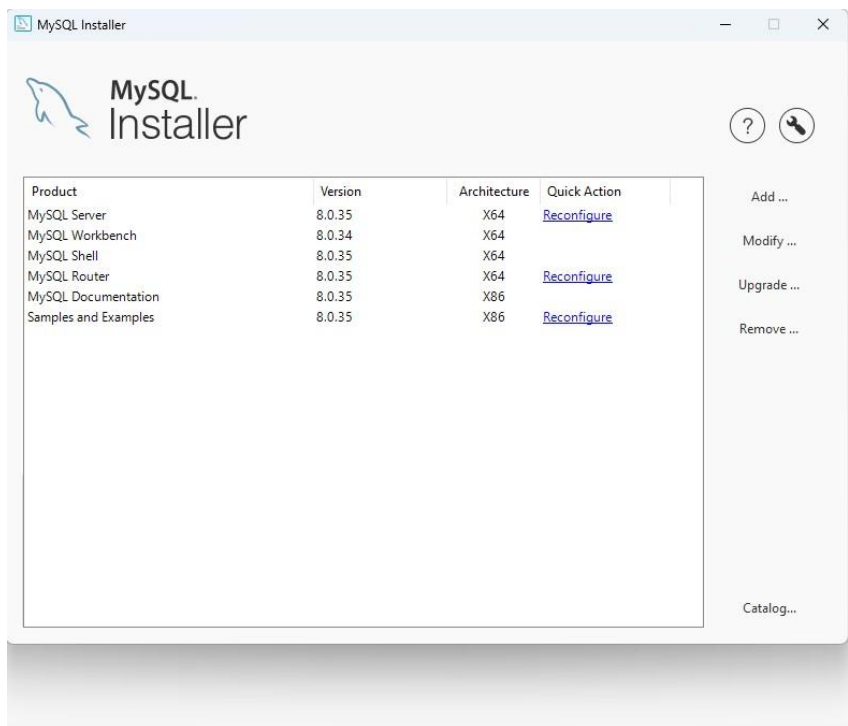 MySQL Installer
MySQL.
Installer
?
Product Version Architecture Quick Action
MySQL Server 8.0.35 X64 Reconfigure
MySQL Workbench 8.0.34 X64
MySQL Shell 8.0.35 X64
MySQL Router 8.0.35 X64 Reconfigure
MySQL Documentation 8.0.35 X86
Samples and Examples 8.0.35 X86 Reconfigure
Add ...
Modify ...
Upgrade ...
Remove ...
Catalog...